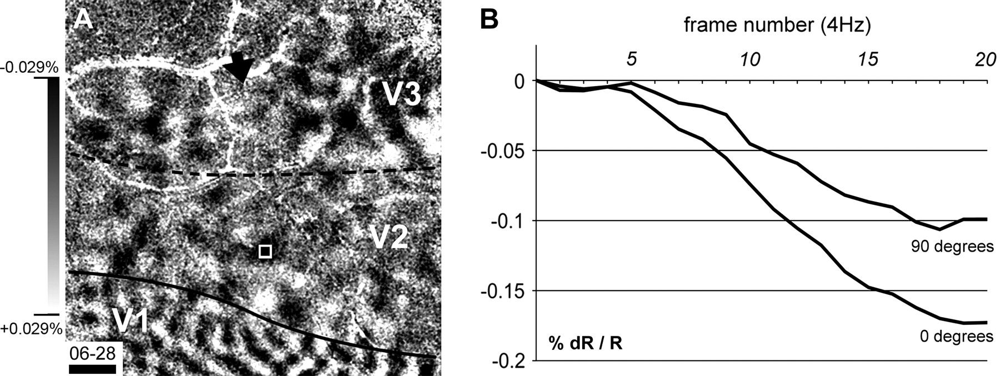 A
-0.029%
+0.029%
V3
V2
V1
06-28
B
frame number (4Hz)
5 10 15 20
0
-0.05
-0.1
90 degrees
-0.15
0 degrees
% dR / R
-0.2